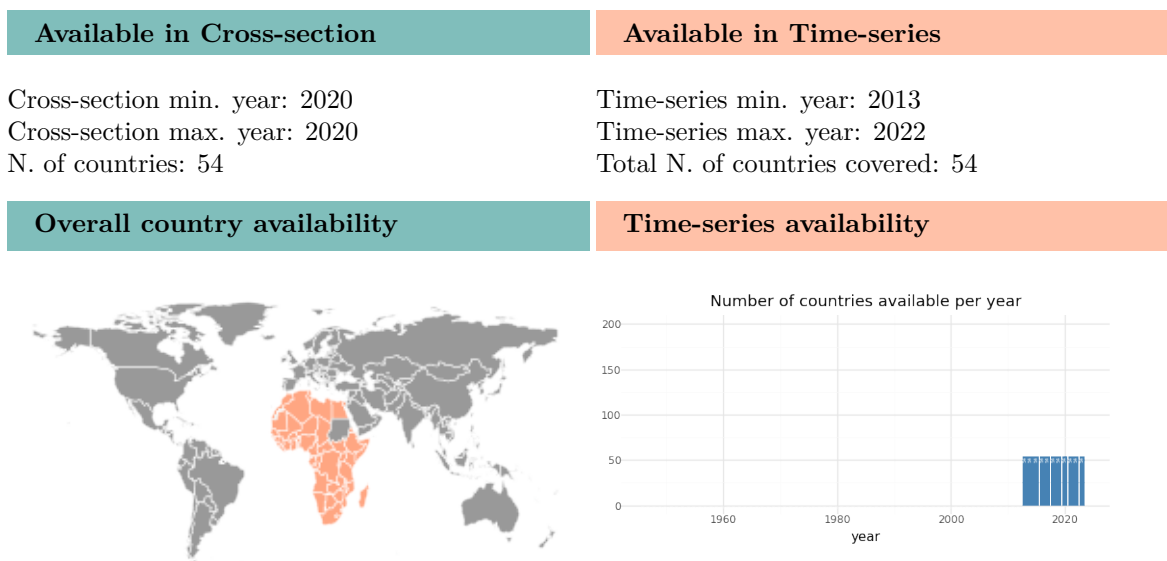 Available in Cross-section
Available in Time-series
Cross-section min. year: 2020
Cross-section max. year: 2020
N. of countries: 54
Time-series min. year: 2013
Time-series max. year: 2022
Total N. of countries covered: 54
Overall country availability
Time-series availability
Number of countries available per year
200
150
100
50
0
1960
1980
2000
2020
year